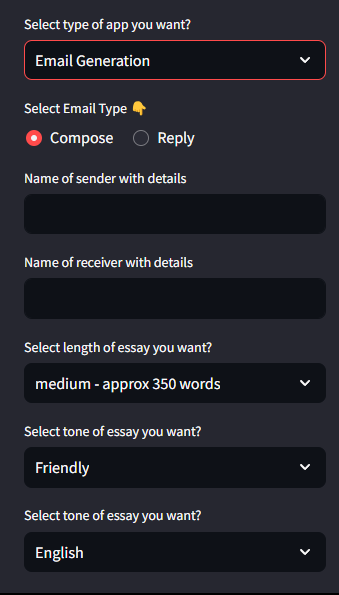 Select type of app you want?
Email Generation
Select Email Type 👇
Compose Reply
Name of sender with details
Name of receiver with details
Select length of essay you want?
medium - approx 350 words
Select tone of essay you want?
Friendly
Select tone of essay you want?
English